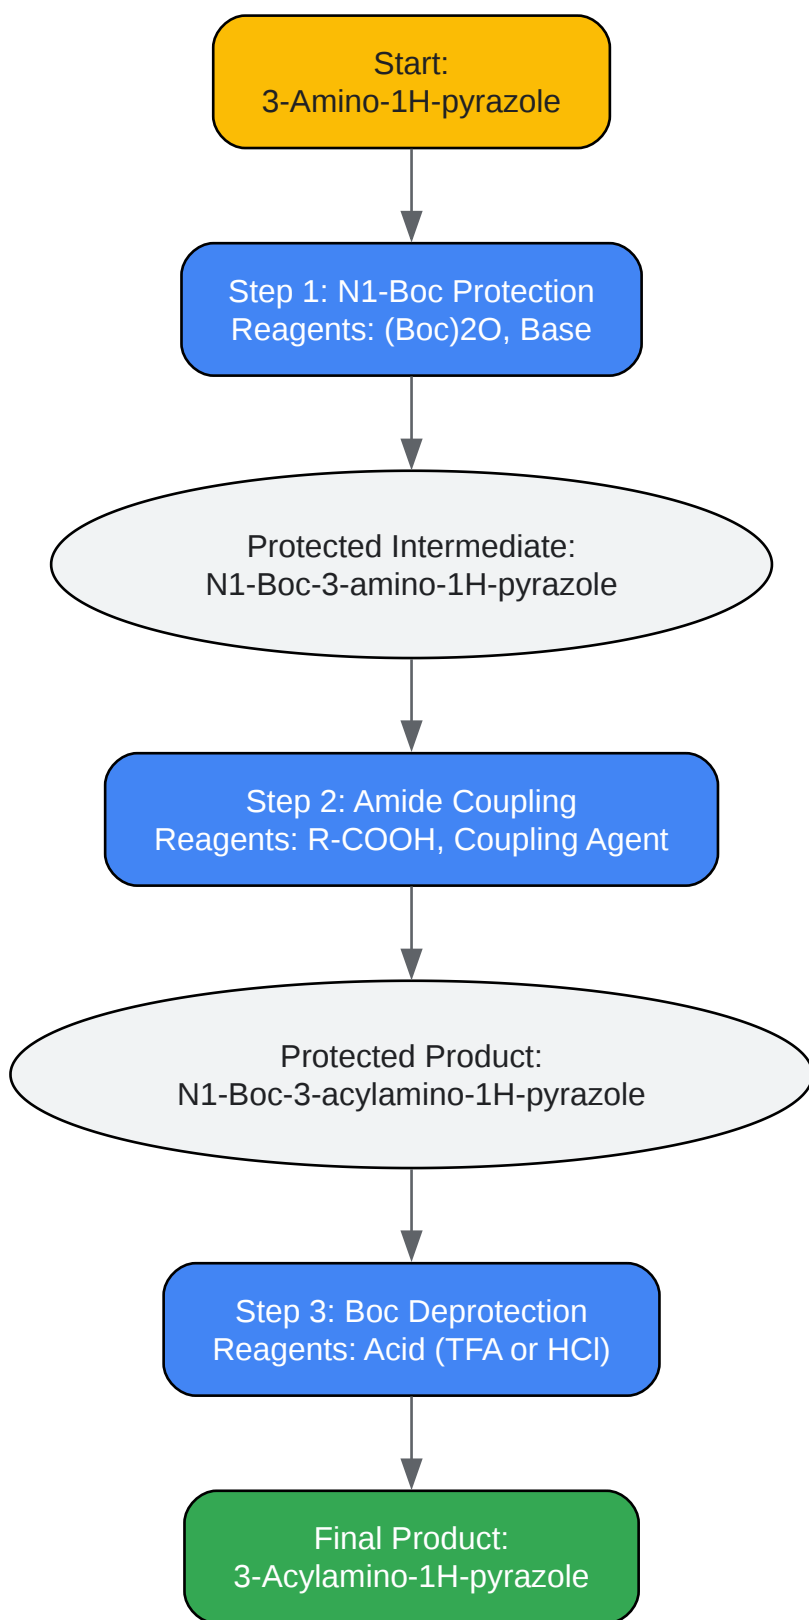 Start:
3-Amino-1H-pyrazole
Step 1: N1-Boc Protection
Reagents: (Boc)2O, Base
Protected Intermediate:
N1-Boc-3-amino-1H-pyrazole
Step 2: Amide Coupling
Reagents: R-COOH, Coupling Agent
Protected Product:
N1-Boc-3-acylamino-1H-pyrazole
Step 3: Boc Deprotection
Reagents: Acid (TFA or HCl)
Final Product:
3-Acylamino-1H-pyrazole